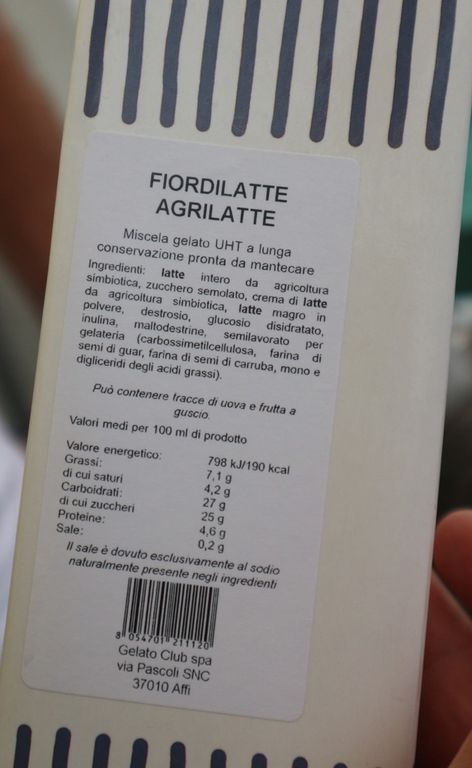 FIORDILATTE
AGRILATTE
Miscela gelato UHT a lunga
conservazione pronta da mantecare
Ingredienti: latte intero da agricoltura
simbiotica, zucchero semolato, crema di latte
da agricoltura simbiotica, latte magro in
polvere, destrosio, glucosio disidratato,
inulina, maltodestrine, semilavorato per
gelateria (carbossimetilcellulosa, farina di
semi di guar, farina di semi di carruba, mono e
digliceridi degli acidi grassi).
Può contenere tracce di uova e frutta a
guscio.
Valori medi per 100 ml di prodotto
Valore energetico: 798 kJ/190 kcal
Grassi: 7,1 g
di cui saturi 4,2 g
Carboidrati: 27 g
di cui zuccheri 25 g
Proteine: 4,6 g
Sale: 0,2 g
Il sale è dovuto esclusivamente al sodio
naturalmente presente negli ingredienti
8 054701 211120
Gelato Club spa
via Pascoli SNC
37010 Affi